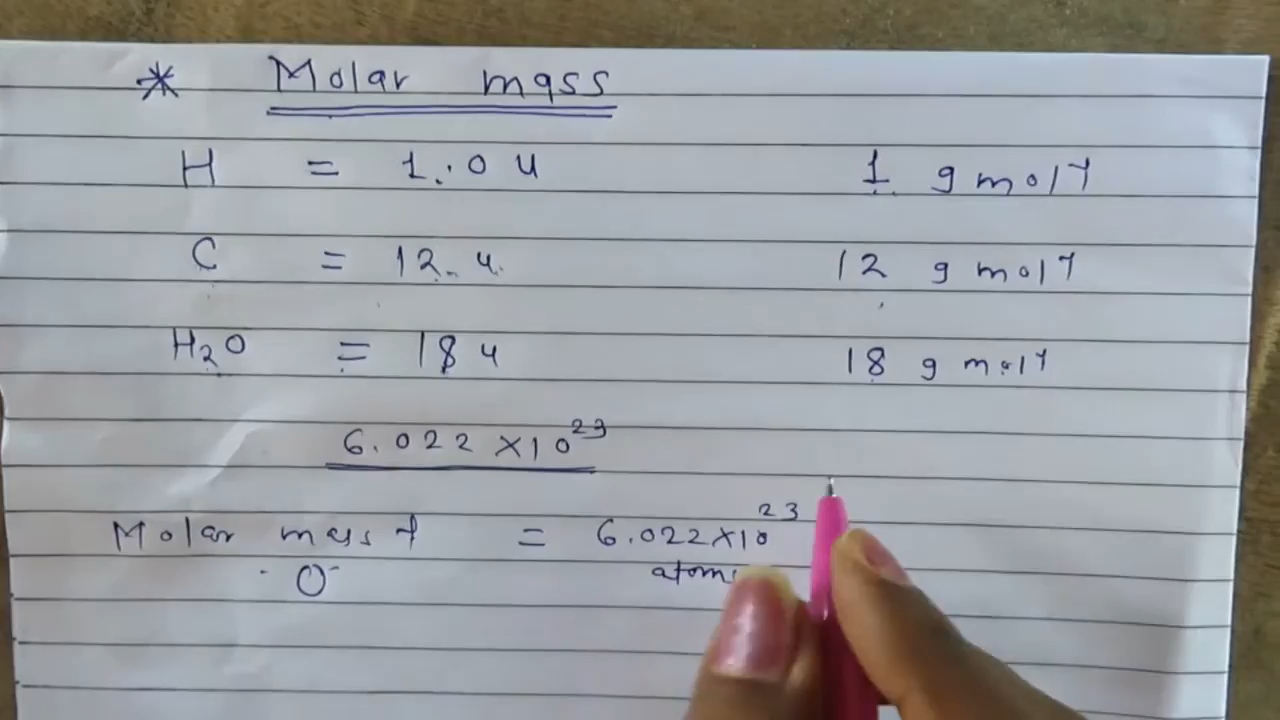 * Molar mass
H = 1.0 u 1 g mol⁻¹
C = 12. u. 12 g mol⁻¹
H₂O = 18 u 18 g mol⁻¹
6.022 × 10²³
Molar mass of = 6.022 × 10²³
O